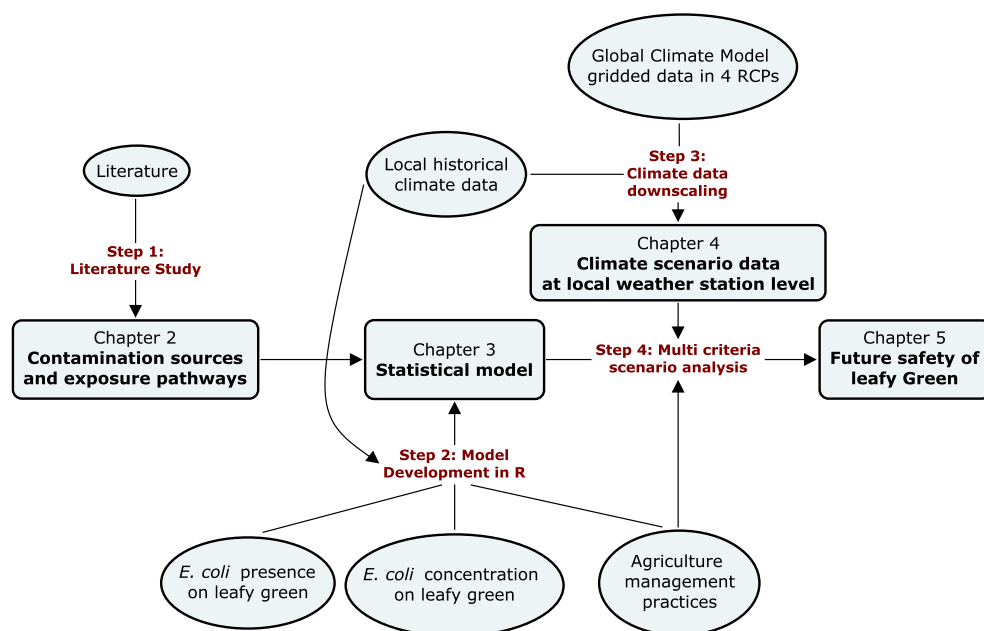 Global Climate Model
gridded data in 4 RCPs
Literature
Local historical
climate data
Step 3:
Climate data
downscaling
Step 1:
Literature Study
Chapter 4
Climate scenario data
at local weather station level
Chapter 2
Contamination sources
and exposure pathways
Chapter 3
Statistical model
Step 4: Multi criteria
scenario analysis
Chapter 5
Future safety of
leafy Green
Step 2: Model
Development in R
E. coli presence
on leafy green
E. coli concentration
on leafy green
Agriculture
management
practices